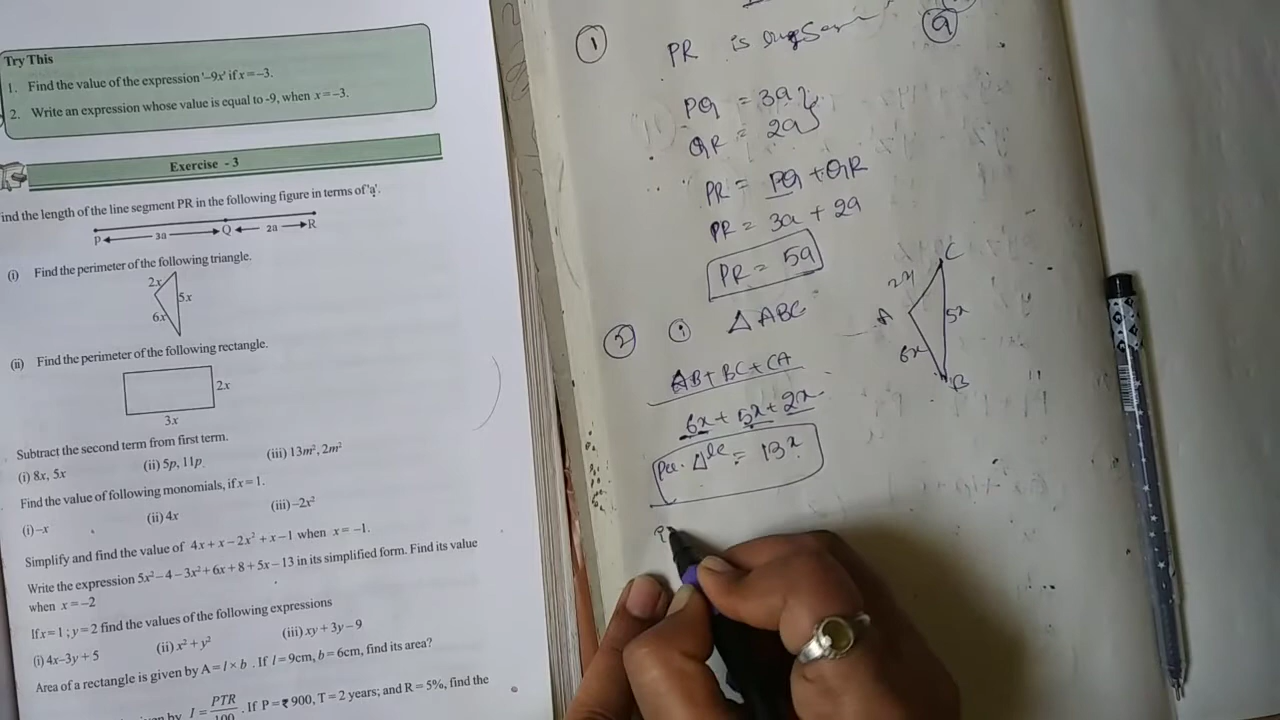 Try This
1. Find the value of the expression '–9x' if x = –3.
2. Write an expression whose value is equal to -9, when x = –3.
Exercise - 3
ind the length of the line segment PR in the following figure in terms of 'a'.
P 3a Q 2a R
(i) Find the perimeter of the following triangle.
2x
5x
6x
(ii) Find the perimeter of the following rectangle.
2x
3x
Subtract the second term from first term.
(i) 8x, 5x (ii) 5p, 11p (iii) 13m², 2m²
Find the value of following monomials, if x = 1.
(i) –x (ii) 4x (iii) –2x²
Simplify and find the value of 4x + x – 2x² + x – 1 when x = –1.
Write the expression 5x² – 4 – 3x² + 6x + 8 + 5x – 13 in its simplified form. Find its value
when x = –2
If x = 1 ; y = 2 find the values of the following expressions
(i) 4x–3y + 5 (ii) x² + y² (iii) xy + 3y – 9
Area of a rectangle is given by A = l × b . If l = 9cm, b = 6cm, find its area?
by I = PTR/100 . If P = ₹ 900, T = 2 years; and R = 5%, find the
1 PR is
PQ = 3a
QR = 2a
PR = PQ + QR
PR = 3a + 2a
PR = 5a
2 i △ ABC
AB + BC + CA
6x + 5x + 2x
Per. △le = 13x
C
2x
A
5x
6x
B